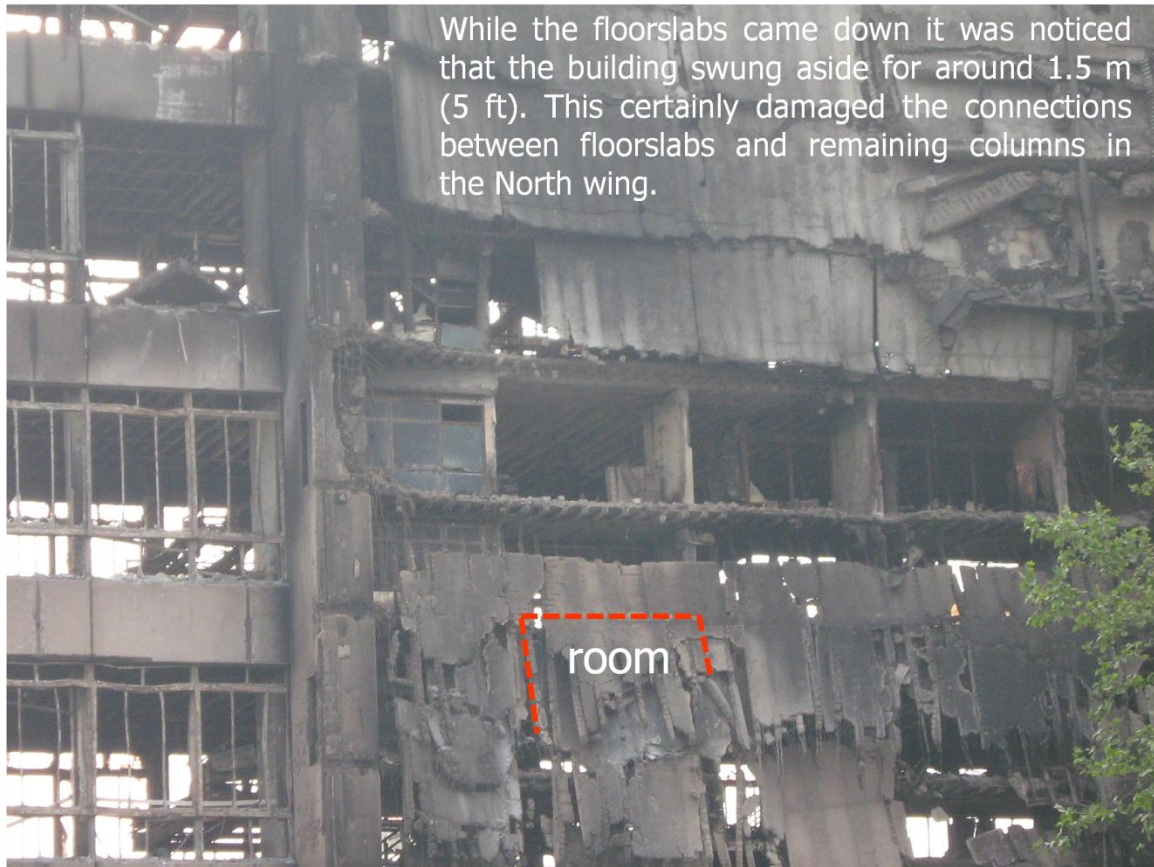 While the floorslabs came down it was noticed
that the building swung aside for around 1.5 m
(5 ft). This certainly damaged the connections
between floorslabs and remaining columns in
the North wing.
room